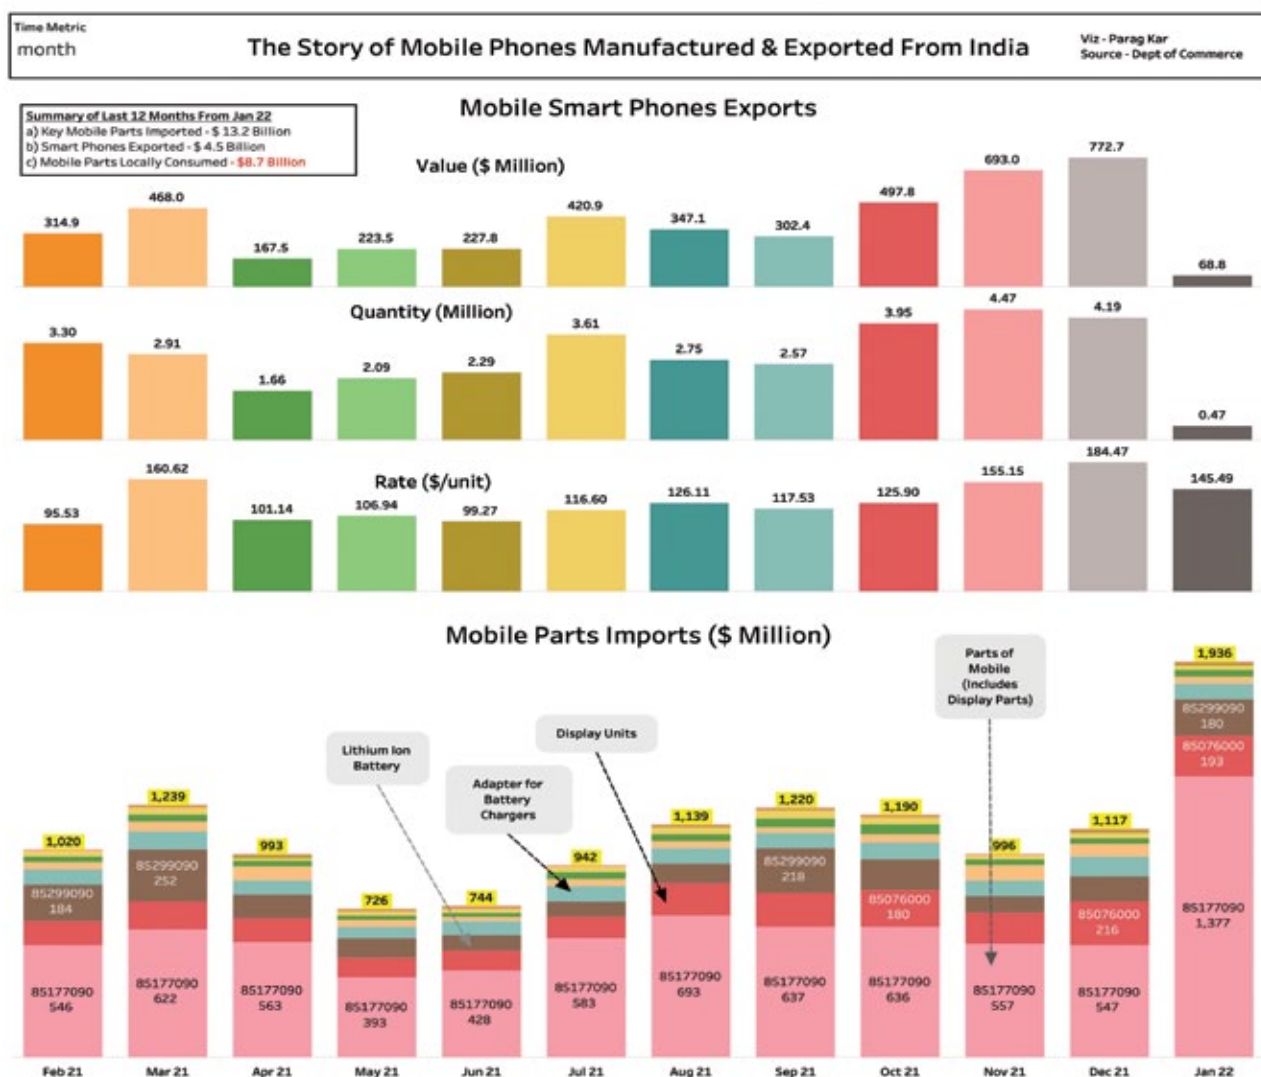 Time Metric
month
The Story of Mobile Phones Manufactured & Exported From India
Viz - Parag Kar
Source - Dept of Commerce
Mobile Smart Phones Exports
Summary of Last 12 Months From Jan 22
a) Key Mobile Parts Imported - $ 13.2 Billion
b) Smart Phones Exported - $ 4.5 Billion
c) Mobile Parts Locally Consumed - $8.7 Billion
Value ($ Million)
314.9 468.0 167.5 223.5 227.8 420.9 347.1 302.4 497.8 693.0 772.7 68.8
Quantity (Million)
3.30 2.91 1.66 2.09 2.29 3.61 2.75 2.57 3.95 4.47 4.19 0.47
Rate ($/unit)
95.53 160.62 101.14 106.94 99.27 116.60 126.11 117.53 125.90 155.15 184.47 145.49
Mobile Parts Imports ($ Million)
Lithium Ion
Battery
Adapter for
Battery
Chargers
Display Units
Parts of
Mobile
(Includes
Display Parts)
1,020 1,239 993 726 744 942 1,139 1,220 1,190 996 1,117 1,936
85299090
184
85299090
252
85299090
218
85076000
180
85076000
216
85299090
180
85076000
193
85177090
546
85177090
622
85177090
563
85177090
393
85177090
428
85177090
583
85177090
693
85177090
637
85177090
636
85177090
557
85177090
547
85177090
1,377
Feb 21 Mar 21 Apr 21 May 21 Jun 21 Jul 21 Aug 21 Sep 21 Oct 21 Nov 21 Dec 21 Jan 22